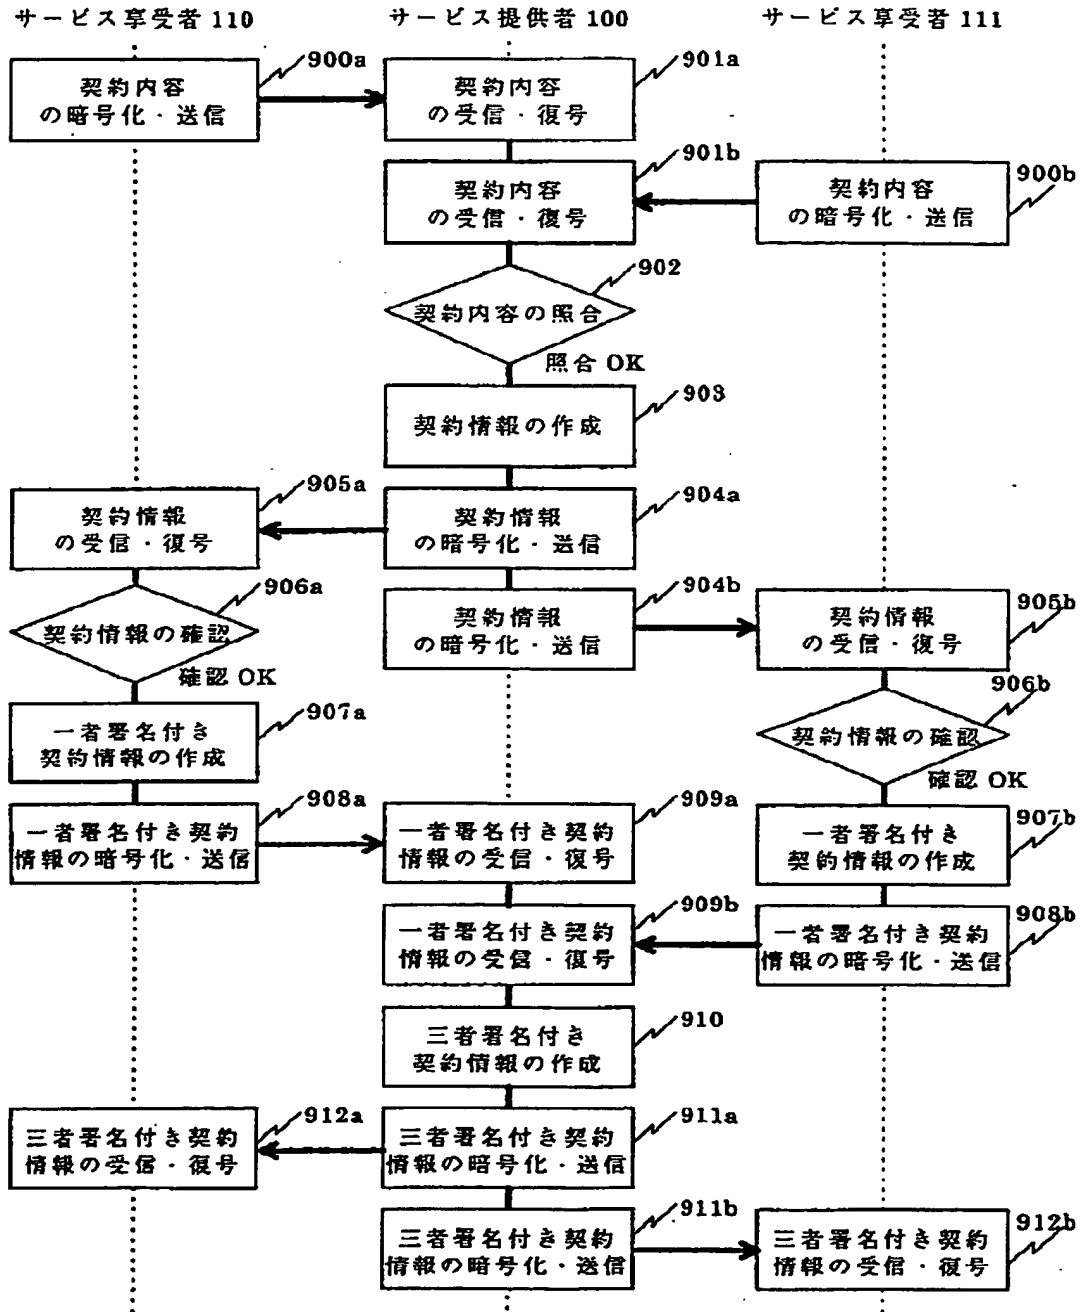 サービス享受者 110
サービス提供者 100
サービス享受者 111
900a
契約内容
の暗号化・送信
901a
契約内容
の受信・復号
901b
契約内容
の受信・復号
900b
契約内容
の暗号化・送信
902
契約内容の照合
照合 OK
903
契約情報の作成
905a
契約情報
の受信・復号
904a
契約情報
の暗号化・送信
906a
契約情報の確認
確認 OK
904b
契約情報
の暗号化・送信
905b
契約情報
の受信・復号
906b
契約情報の確認
確認 OK
907a
一者署名付き
契約情報の作成
908a
一者署名付き契約
情報の暗号化・送信
909a
一者署名付き契約
情報の受信・復号
907b
一者署名付き
契約情報の作成
909b
一者署名付き契約
情報の受信・復号
908b
一者署名付き契約
情報の暗号化・送信
910
三者署名付き
契約情報の作成
912a
三者署名付き契約
情報の受信・復号
911a
三者署名付き契約
情報の暗号化・送信
911b
三者署名付き契約
情報の暗号化・送信
912b
三者署名付き契約
情報の受信・復号